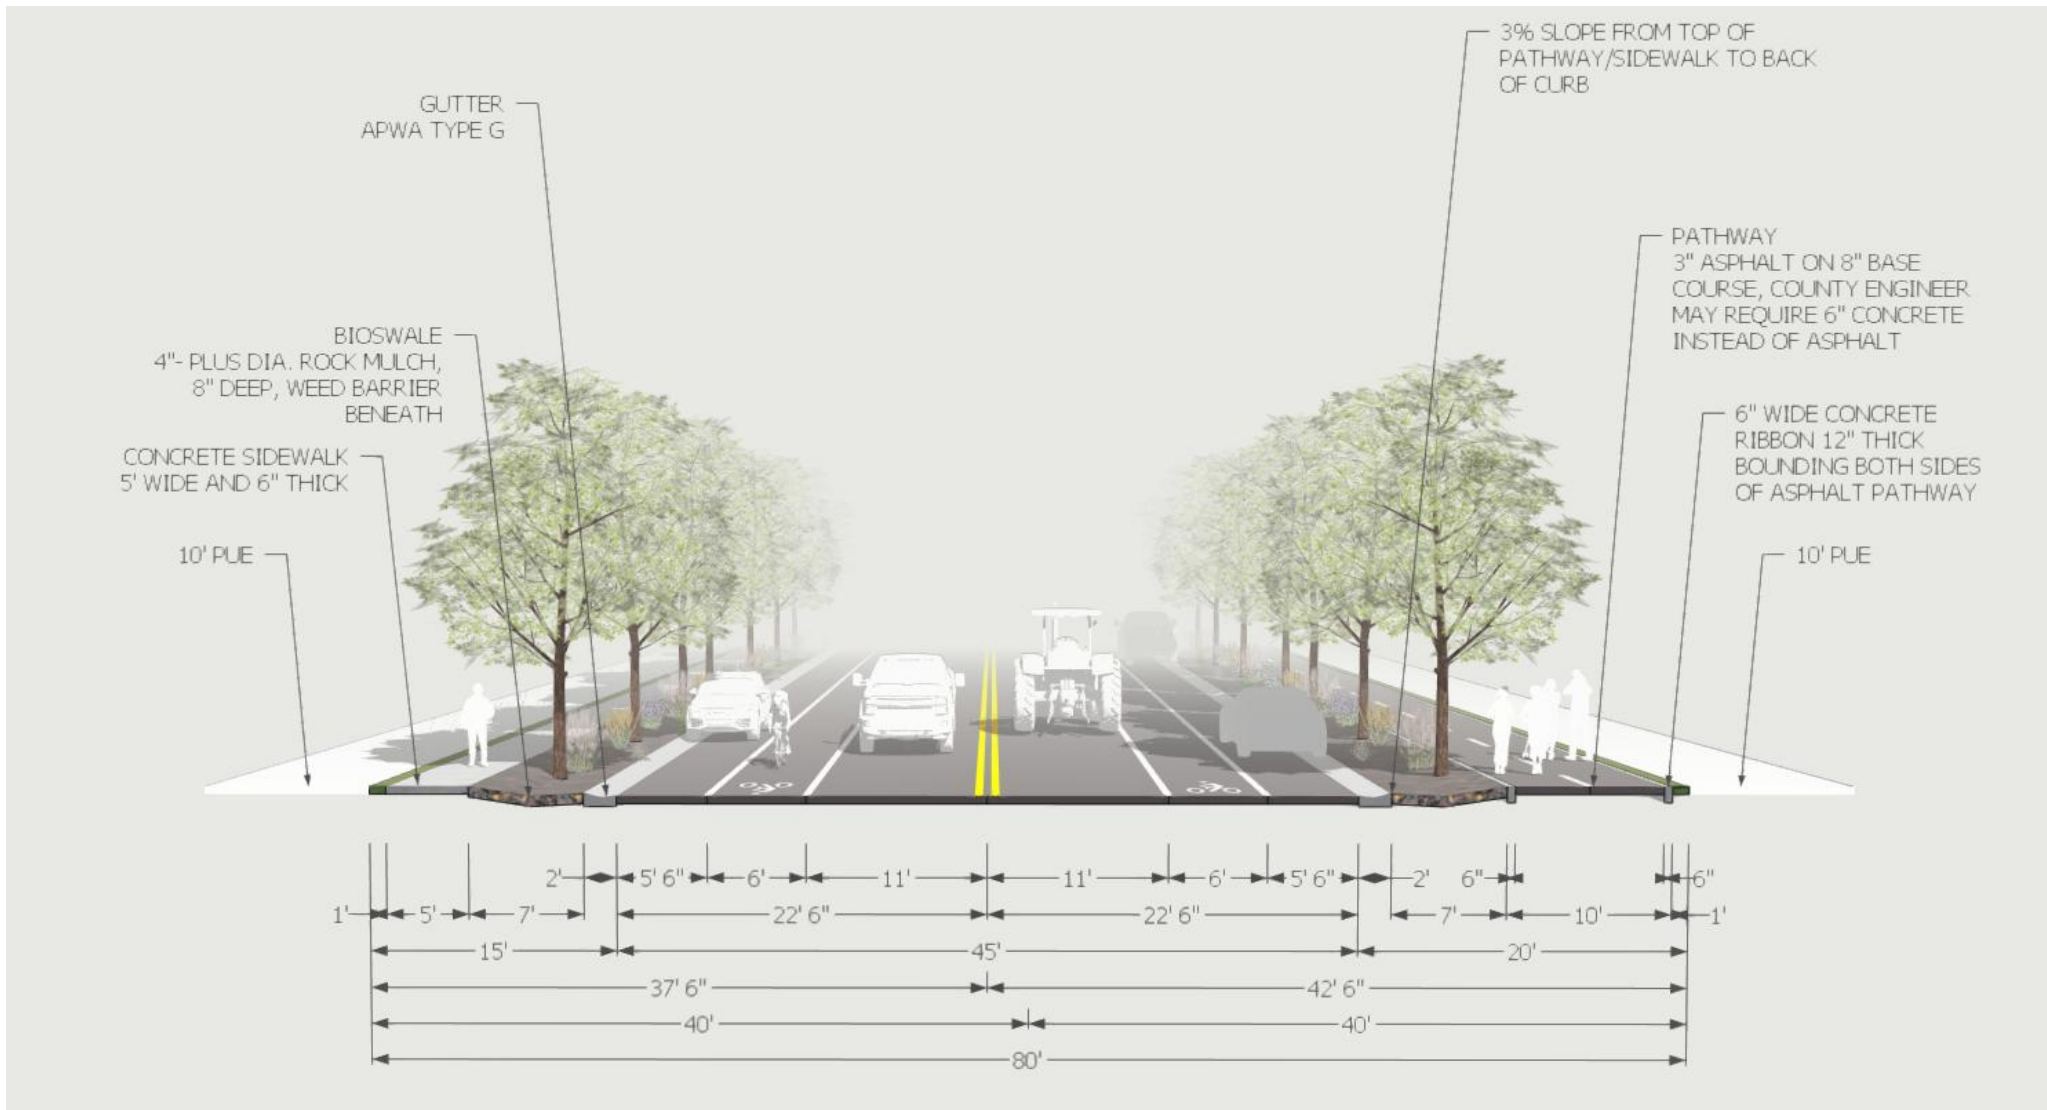 3% SLOPE FROM TOP OF
PATHWAY/SIDEWALK TO BACK
OF CURB
GUTTER
APWA TYPE G
PATHWAY
3" ASPHALT ON 8" BASE
COURSE, COUNTY ENGINEER
MAY REQUIRE 6" CONCRETE
INSTEAD OF ASPHALT
BIOSWALE
4"- PLUS DIA. ROCK MULCH,
8" DEEP, WEED BARRIER
BENEATH
6" WIDE CONCRETE
RIBBON 12" THICK
BOUNDING BOTH SIDES
OF ASPHALT PATHWAY
CONCRETE SIDEWALK
5' WIDE AND 6" THICK
10' PUE
10' PUE
2' 5' 6" 6' 11' 11' 6' 5' 6" 2' 6" 6"
1' 5' 7' 22' 6" 22' 6" 7' 10' 1'
15' 45' 20'
37' 6" 42' 6"
40' 40'
80'